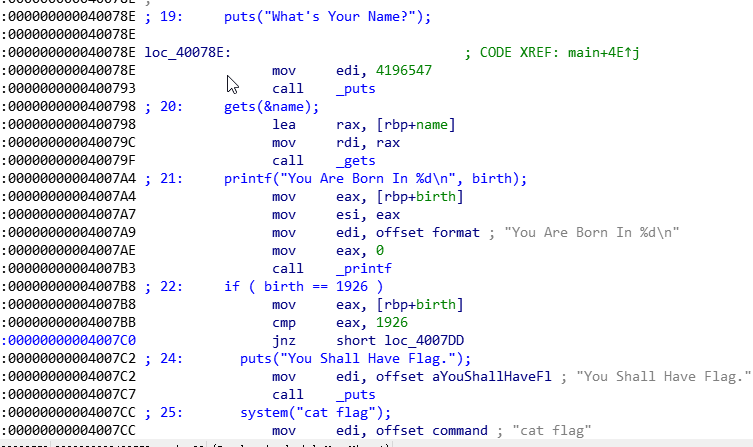 :000000000040078E ;
:000000000040078E ; 19:     puts("What's Your Name?");
:000000000040078E
:000000000040078E loc_40078E:                             ; CODE XREF: main+4E↑j
:000000000040078E                 mov     edi, 4196547
:0000000000400793                 call    _puts
:0000000000400798 ; 20:     gets(&name);
:0000000000400798                 lea     rax, [rbp+name]
:000000000040079C                 mov     rdi, rax
:000000000040079F                 call    _gets
:00000000004007A4 ; 21:     printf("You Are Born In %d\n", birth);
:00000000004007A4                 mov     eax, [rbp+birth]
:00000000004007A7                 mov     esi, eax
:00000000004007A9                 mov     edi, offset format ; "You Are Born In %d\n"
:00000000004007AE                 mov     eax, 0
:00000000004007B3                 call    _printf
:00000000004007B8 ; 22:     if ( birth == 1926 )
:00000000004007B8                 mov     eax, [rbp+birth]
:00000000004007BB                 cmp     eax, 1926
:00000000004007C0                 jnz     short loc_4007DD
:00000000004007C2 ; 24:       puts("You Shall Have Flag.");
:00000000004007C2                 mov     edi, offset aYouShallHaveFl ; "You Shall Have Flag."
:00000000004007C7                 call    _puts
:00000000004007CC ; 25:       system("cat flag");
:00000000004007CC                 mov     edi, offset command ; "cat flag"